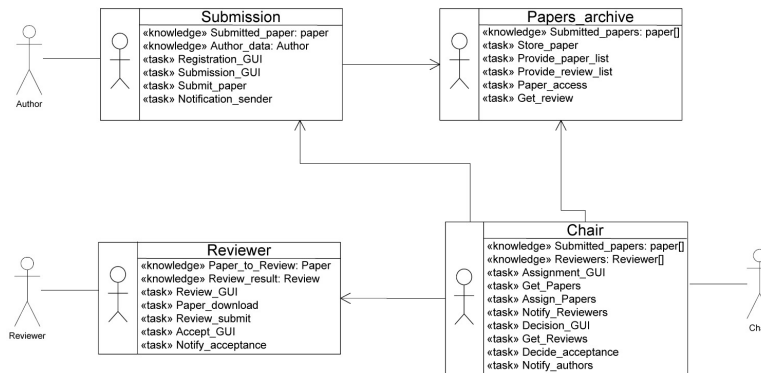 Submission
«knowledge» Submitted_paper: paper
«knowledge» Author_data: Author
«task» Registration_GUI
«task» Submission_GUI
«task» Submit_paper
«task» Notification_sender
Papers_archive
«knowledge» Submitted_papers: paper[]
«task» Store_paper
«task» Provide_paper_list
«task» Provide_review_list
«task» Paper_access
«task» Get_review
Author
Reviewer
«knowledge» Paper_to_Review: Paper
«knowledge» Review_result: Review
«task» Review_GUI
«task» Paper_download
«task» Review_submit
«task» Accept_GUI
«task» Notify_acceptance
Reviewer
Chair
«knowledge» Submitted_papers: paper[]
«knowledge» Reviewers: Reviewer[]
«task» Assignment_GUI
«task» Get_Papers
«task» Assign_Papers
«task» Notify_Reviewers
«task» Decision_GUI
«task» Get_Reviews
«task» Decide_acceptance
«task» Notify_authors